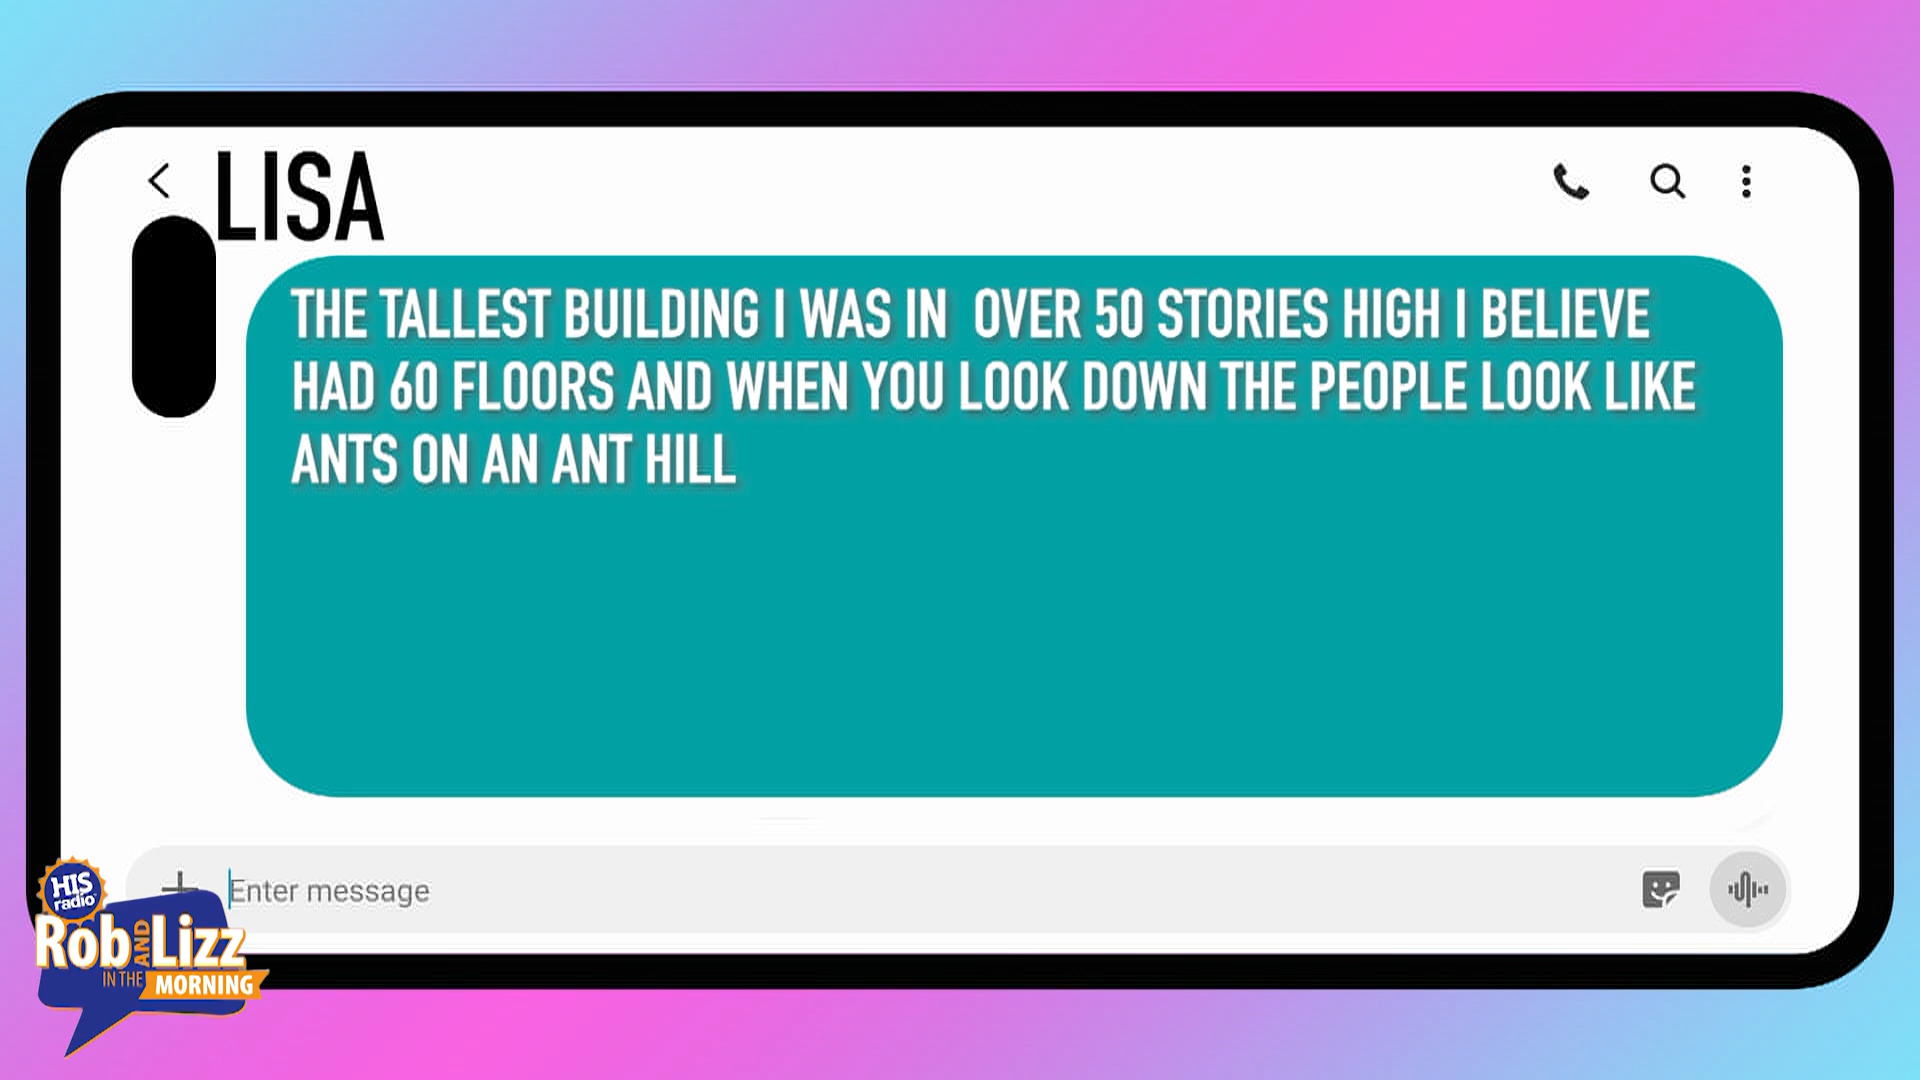 LISA
THE TALLEST BUILDING I WAS IN  OVER 50 STORIES HIGH I BELIEVE
HAD 60 FLOORS AND WHEN YOU LOOK DOWN THE PEOPLE LOOK LIKE
ANTS ON AN ANT HILL
Enter message
HIS
radio
Rob AND Lizz
IN THE MORNING